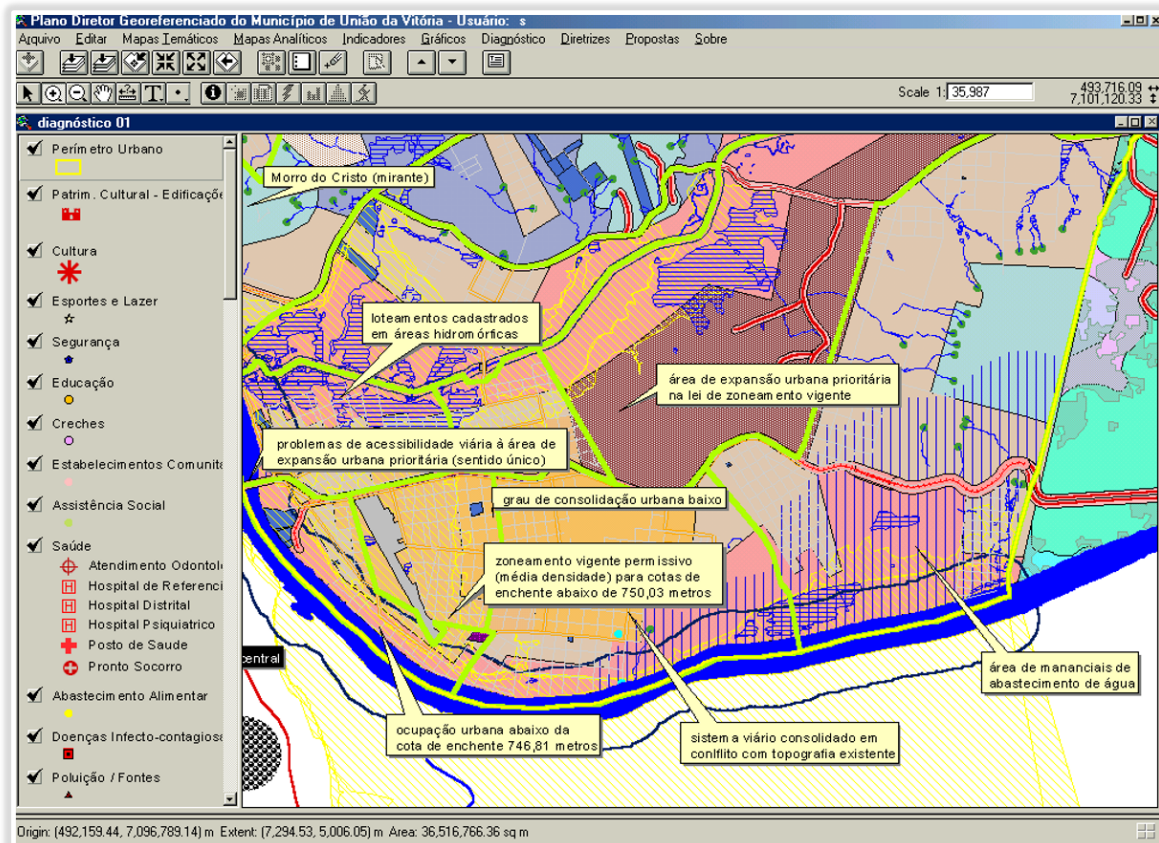 Plano Diretor Georeferenciado do Município de União da Vitória - Usuário: s
Arquivo Editar Mapas Temáticos Mapas Analíticos Indicadores Gráficos Diagnóstico Diretrizes Propostas Sobre
Scale 1: 35,987
493,716.09
7,101,120.33
diagnóstico 01
Perímetro Urbano
Patrim. Cultural - Edificaçõe
Cultura
Esportes e Lazer
Segurança
Educação
Creches
Estabelecimentos Comunita
Assistência Social
Saúde
Atendimento Odontol
Hospital de Referenci
Hospital Distrital
Hospital Psiquiatrico
Posto de Saude
Pronto Socorro
Abastecimento Alimentar
Doenças Infecto-contagiosa
Poluição / Fontes
Morro do Cristo (mirante)
loteamentos cadastrados
em áreas hidromórficas
área de expansão urbana prioritária
na lei de zoneamento vigente
problemas de acessibilidade viária à área de
expansão urbana prioritária (sentido único)
grau de consolidação urbana baixo
zoneamento vigente permissivo
(média densidade) para cotas de
enchente abaixo de 750,03 metros
central
área de mananciais de
abastecimento de água
ocupação urbana abaixo da
cota de enchente 746,81 metros
sistema viário consolidado em
conlflito com topografia existente
Origin: (492,159.44, 7,096,789.14) m Extent: (7,294.53, 5,006.05) m Area: 36,516,766.36 sq m